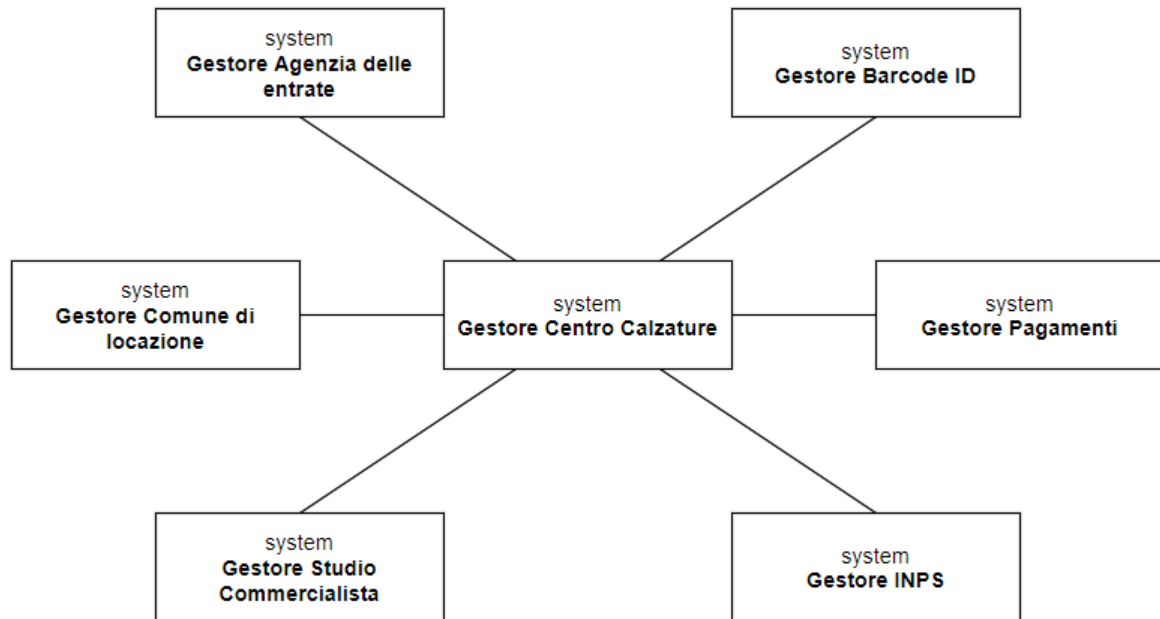 system
Gestore Agenzia delle
entrate
system
Gestore Barcode ID
system
Gestore Comune di
locazione
system
Gestore Centro Calzature
system
Gestore Pagamenti
system
Gestore Studio
Commercialista
system
Gestore INPS